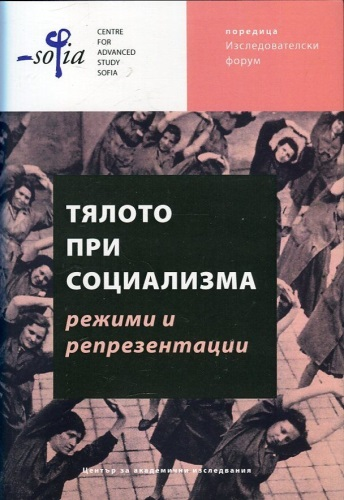 sofia
CENTRE
FOR
ADVANCED
STUDY
SOFIA
поредица
Изследователски
форум
ТЯЛОТО
ПРИ
СОЦИАЛИЗМА
режими и
репрезентации
Център за академични изследвания